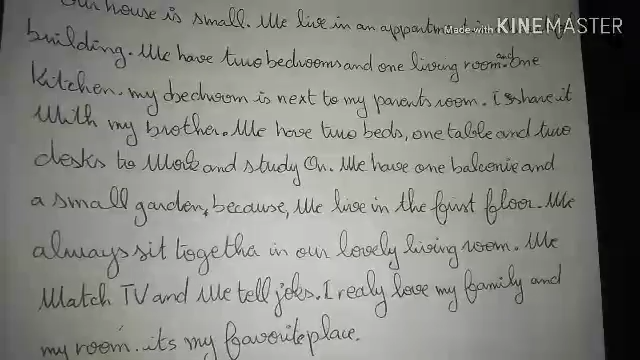 Our house is small. We live in an appartment in
Made with KINEMASTER
building. We have two bedrooms and one living room. and one
Kitchen. my bedroom is next to my parents room. I share it
With my brother. We have two beds, one table and two
desks to Work and study On. We have one balconie and
a small garden, because, We live in the first floor. We
always sit togetha in our lovely living room. We
Watch TV and We tell jokes. I realy love my family and
my room. its my favorite place.